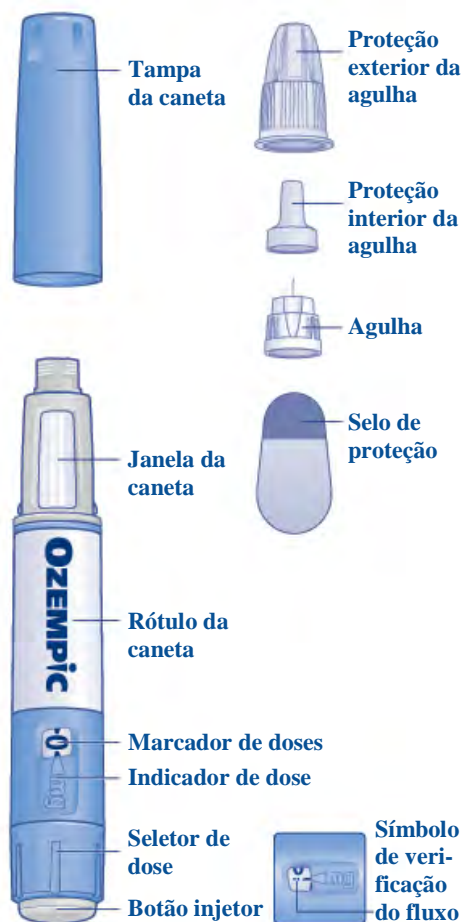 Tampa
da caneta
Proteção
exterior da
agulha
Proteção
interior da
agulha
Agulha
Selo de
proteção
Janela da
caneta
OZEMPIC
Rótulo da
caneta
0
mg
Marcador de doses
Indicador de dose
Seletor de
dose
Botão injetor
mg
Símbolo
de veri-
ficação
do fluxo